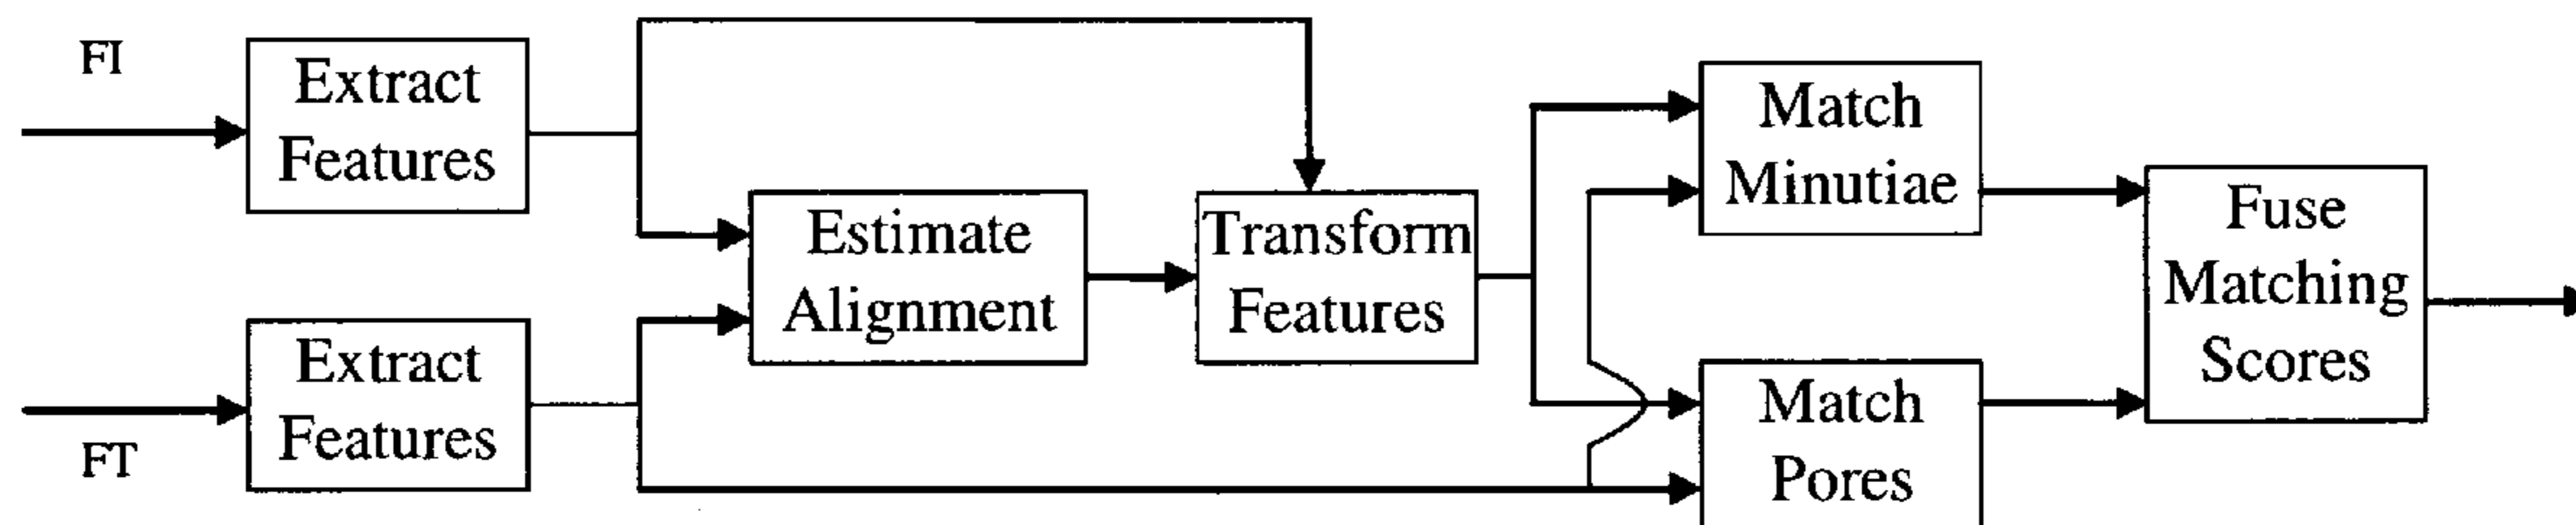 FI
Extract
Features
FT
Extract
Features
Estimate
Alignment
Transform
Features
Match
Minutiae
Match
Pores
Fuse
Matching
Scores